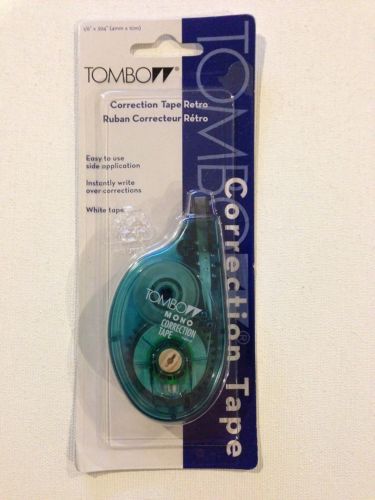 1/6" x 394" (4mm x 10m)
TOMBOW®
Correction Tape Retro
Ruban Correcteur Rétro
Easy to use
side application
Instantly write
over corrections
White tape
TOMBOW®
Correction Tape
TOMBOW
MONO
CORRECTION
TAPE